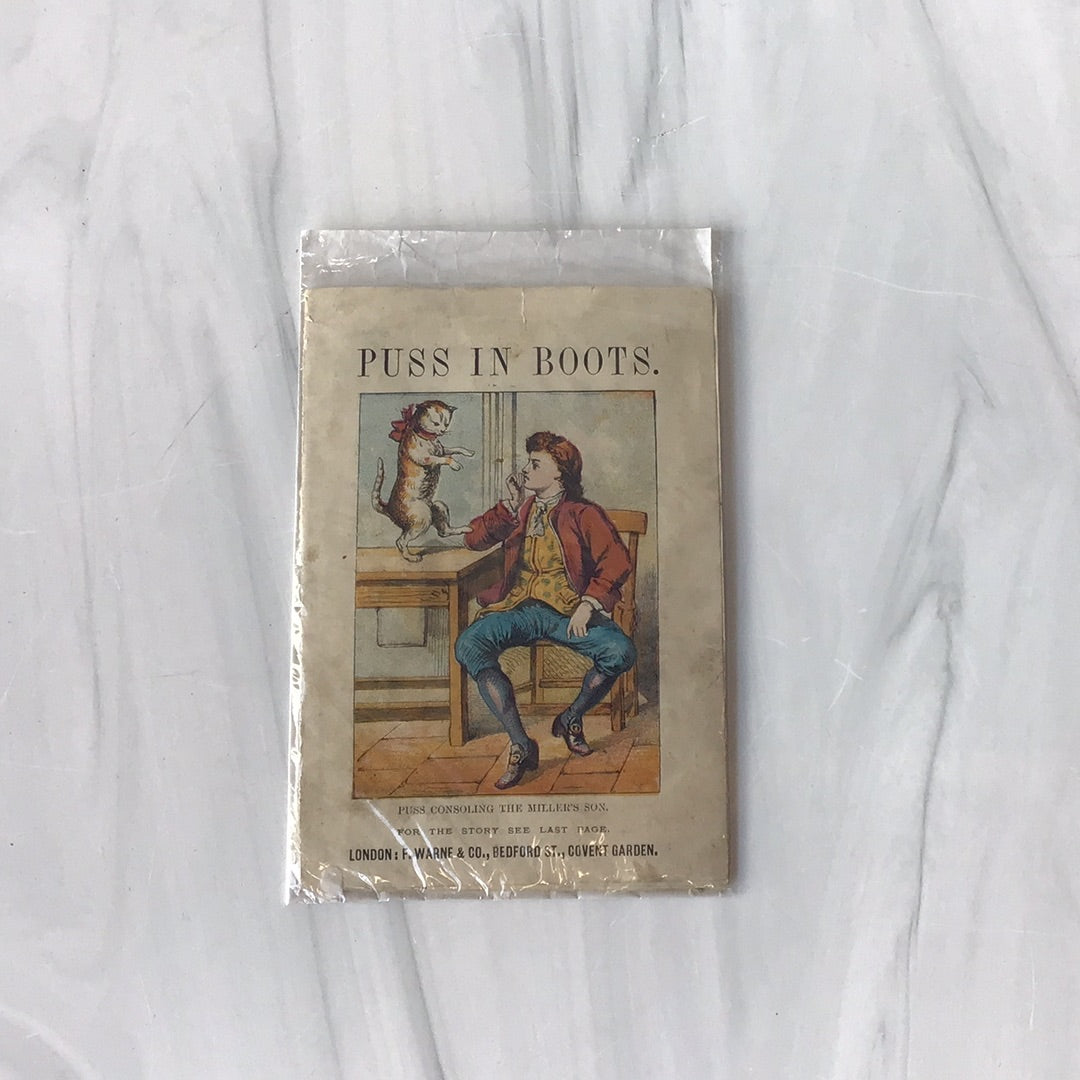 PUSS IN BOOTS.
PUSS CONSOLING THE MILLER'S SON.
FOR THE STORY SEE LAST PAGE.
LONDON: F. WARNE & CO., BEDFORD ST., COVENT GARDEN.